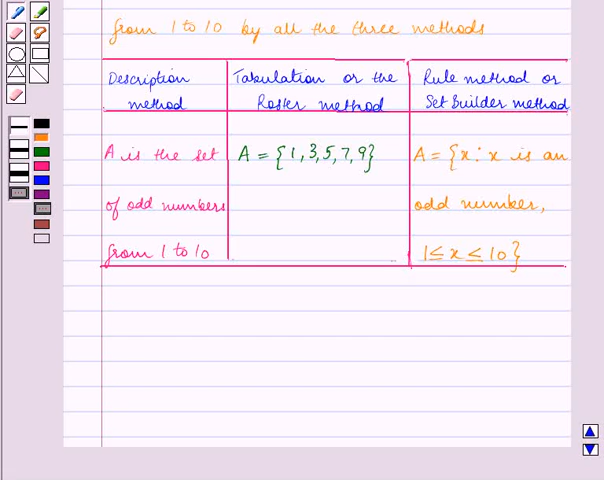 from 1 to 10 by all the three methods
Description method
Tabulation or the Roster method
Rule method or Set Builder method
A is the set of odd numbers from 1 to 10
A = {1, 3, 5, 7, 9}
A = {x : x is an odd number, 1 ≤ x ≤ 10}